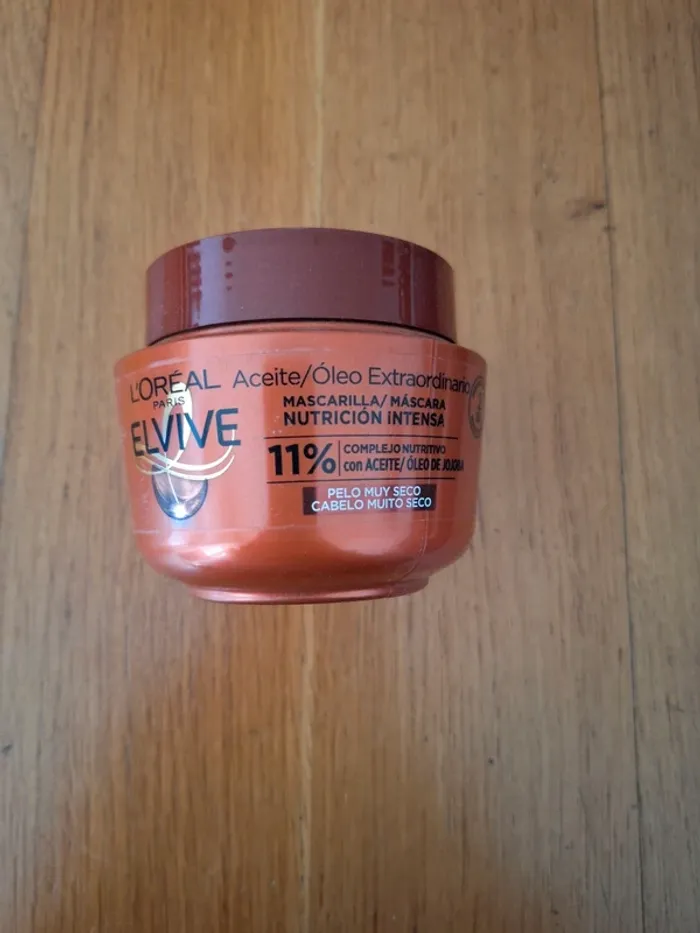 L'ORÉAL
PARIS
ELVIVE
Aceite/Óleo Extraordinario
MASCARILLA/MÁSCARA
NUTRICIÓN INTENSA
11%
COMPLEJO NUTRITIVO
con ACEITE/ÓLEO DE JOJOBA
PELO MUY SECO
CABELO MUITO SECO